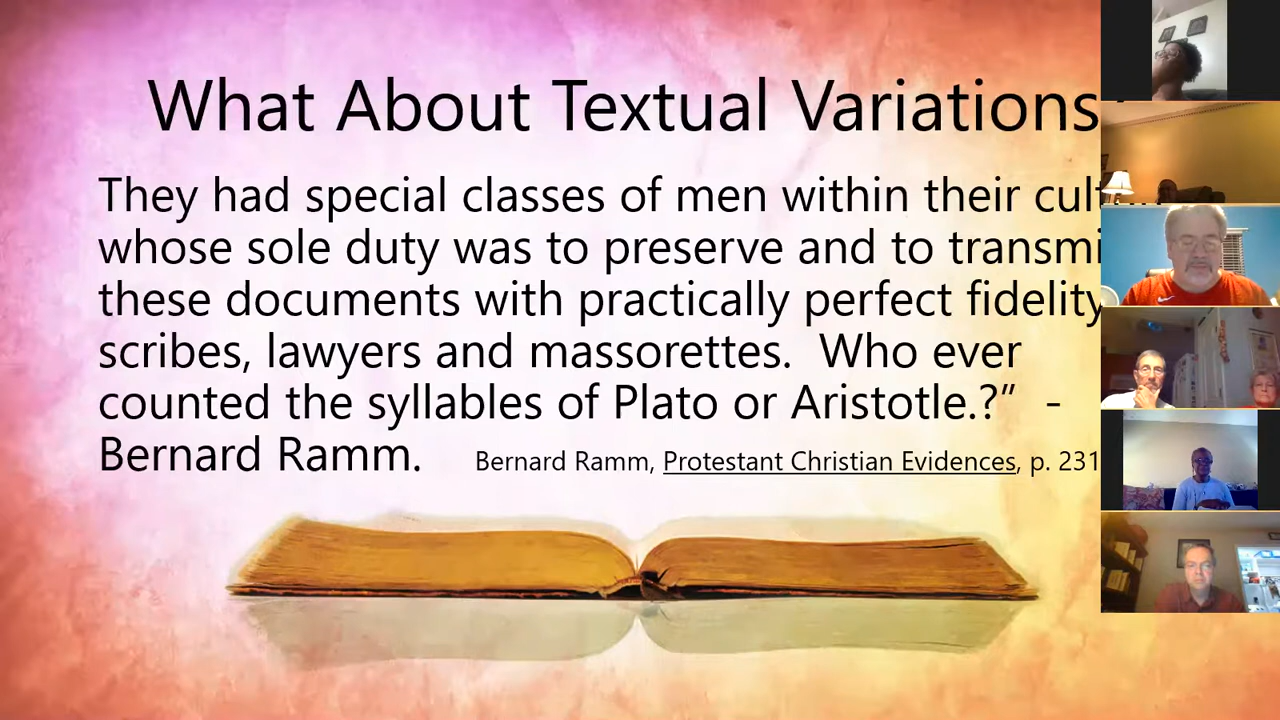 What About Textual Variations
They had special classes of men within their
whose sole duty was to preserve and to
these documents with practically perfect fidelity
scribes, lawyers and massorettes.  Who ever
counted the syllables of Plato or Aristotle.?”  -
Bernard Ramm.   Bernard Ramm, Protestant Christian Evidences, p. 231